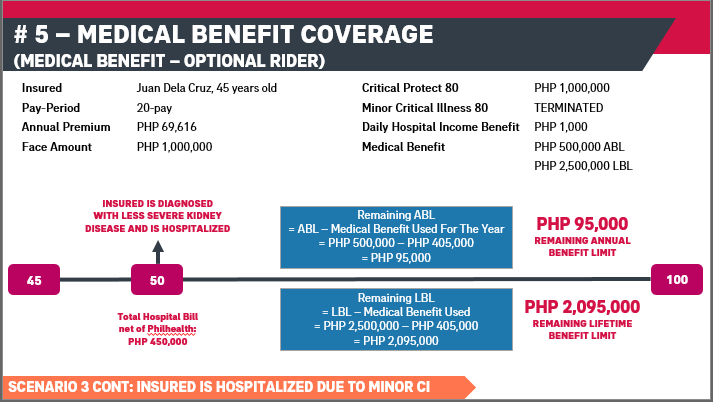 # 5 – MEDICAL BENEFIT COVERAGE
(MEDICAL BENEFIT – OPTIONAL RIDER)
Insured Juan Dela Cruz, 45 years old
Pay-Period 20-pay
Annual Premium PHP 69,616
Face Amount PHP 1,000,000
Critical Protect 80 PHP 1,000,000
Minor Critical Illness 80 TERMINATED
Daily Hospital Income Benefit PHP 1,000
Medical Benefit PHP 500,000 ABL
PHP 2,500,000 LBL
INSURED IS DIAGNOSED
WITH LESS SEVERE KIDNEY
DISEASE AND IS HOSPITALIZED
Remaining ABL
= ABL – Medical Benefit Used For The Year
= PHP 500,000 – PHP 405,000
= PHP 95,000
PHP 95,000
REMAINING ANNUAL
BENEFIT LIMIT
45
50
100
Total Hospital Bill
net of Philhealth:
PHP 450,000
Remaining LBL
= LBL – Medical Benefit Used
= PHP 2,500,000 – PHP 405,000
= PHP 2,095,000
PHP 2,095,000
REMAINING LIFETIME
BENEFIT LIMIT
SCENARIO 3 CONT: INSURED IS HOSPITALIZED DUE TO MINOR CI